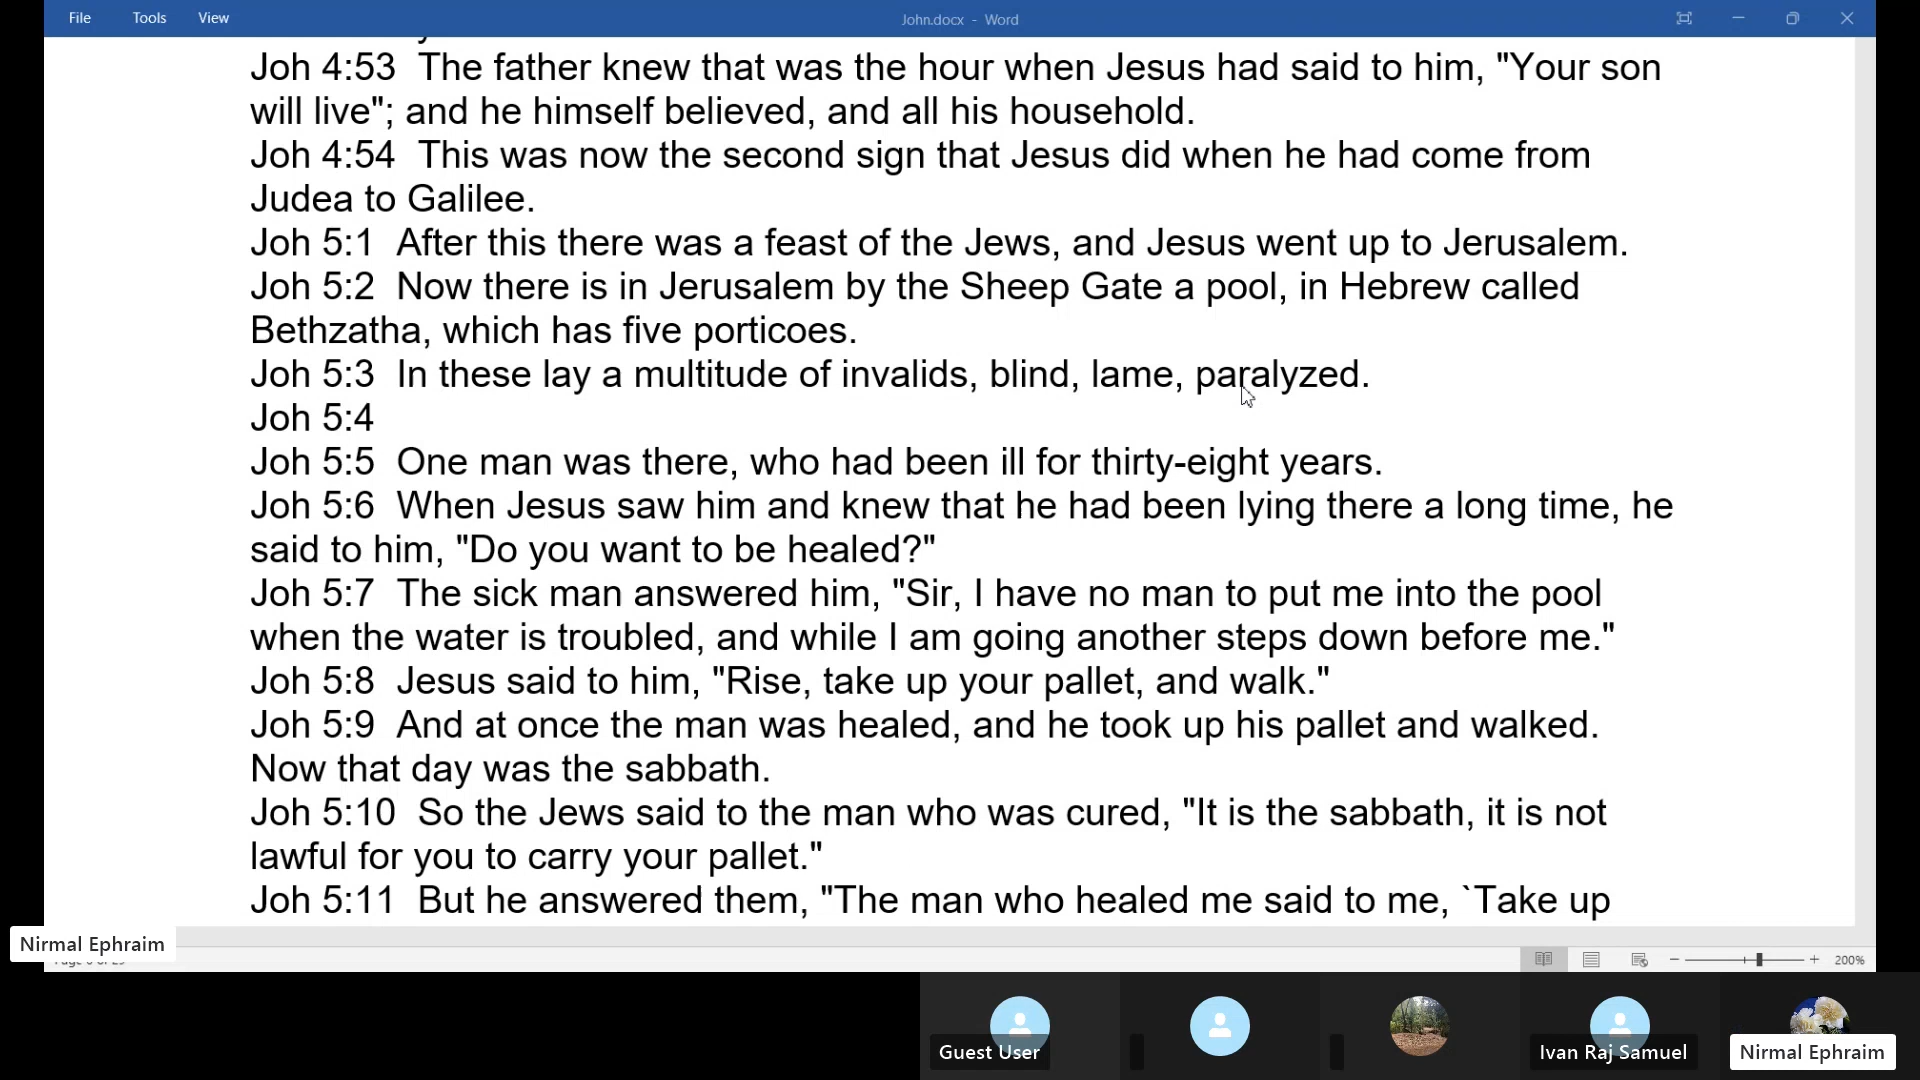 File Tools View John.docx - Word
Joh 4:53 The father knew that was the hour when Jesus had said to him, "Your son
will live"; and he himself believed, and all his household.
Joh 4:54 This was now the second sign that Jesus did when he had come from
Judea to Galilee.
Joh 5:1 After this there was a feast of the Jews, and Jesus went up to Jerusalem.
Joh 5:2 Now there is in Jerusalem by the Sheep Gate a pool, in Hebrew called
Bethzatha, which has five porticoes.
Joh 5:3 In these lay a multitude of invalids, blind, lame, paralyzed.
Joh 5:4
Joh 5:5 One man was there, who had been ill for thirty-eight years.
Joh 5:6 When Jesus saw him and knew that he had been lying there a long time, he
said to him, "Do you want to be healed?"
Joh 5:7 The sick man answered him, "Sir, I have no man to put me into the pool
when the water is troubled, and while I am going another steps down before me."
Joh 5:8 Jesus said to him, "Rise, take up your pallet, and walk."
Joh 5:9 And at once the man was healed, and he took up his pallet and walked.
Now that day was the sabbath.
Joh 5:10 So the Jews said to the man who was cured, "It is the sabbath, it is not
lawful for you to carry your pallet."
Joh 5:11 But he answered them, "The man who healed me said to me, `Take up
Nirmal Ephraim
200%
Guest User
Ivan Raj Samuel
Nirmal Ephraim